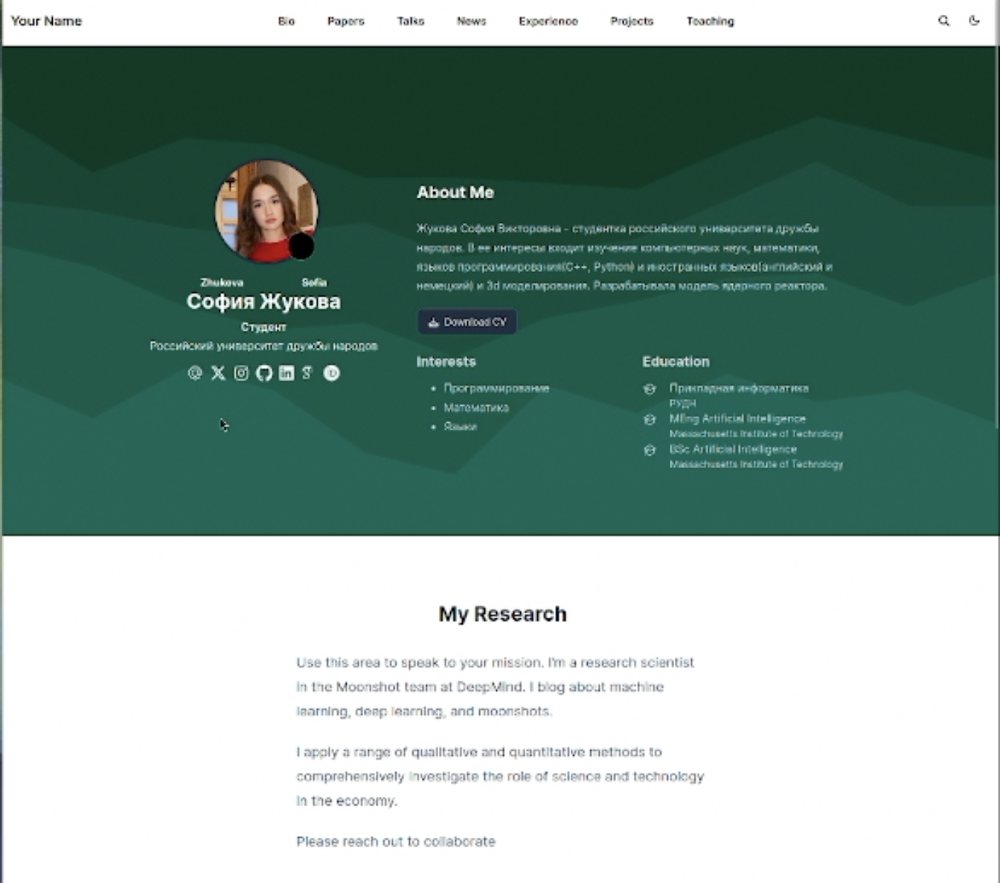 Your Name Bio Papers Talks News Experience Projects Teaching
Zhukova Sofia
София Жукова
Студент
Российский университет дружбы народов
About Me
Жукова София Викторовна - студентка российского университета дружбы
народов. В ее интересы входит изучение компьютерных наук, математики,
языков программирования(C++, Python) и иностранных языков(английский и
немецкий) и 3d моделирования. Разрабатывала модель ядерного реактора.
Download CV
Interests
Программирование
Математика
Языки
Education
Прикладная информатика
РУДН
MEng Artificial Intelligence
Massachusetts Institute of Technology
BSc Artificial Intelligence
Massachusetts Institute of Technology
My Research
Use this area to speak to your mission. I'm a research scientist
in the Moonshot team at DeepMind. I blog about machine
learning, deep learning, and moonshots.
I apply a range of qualitative and quantitative methods to
comprehensively investigate the role of science and technology
in the economy.
Please reach out to collaborate